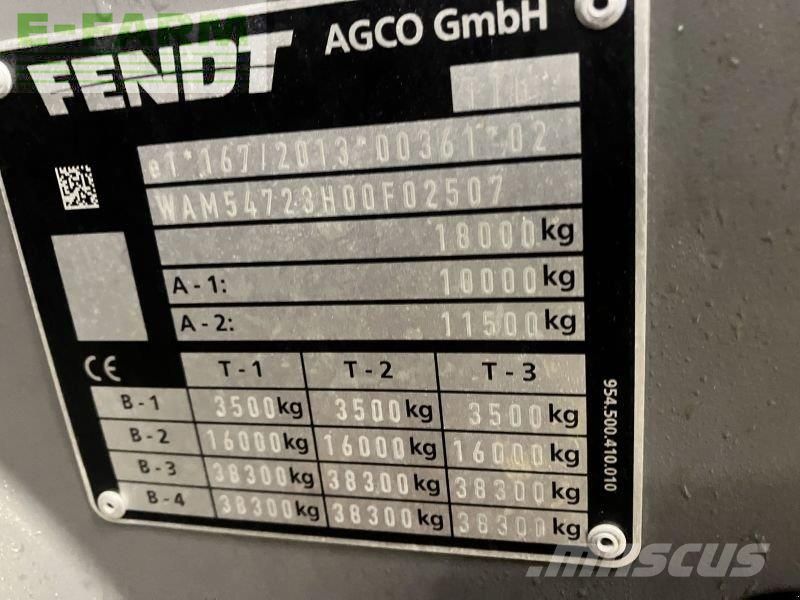 E-FARM
FENDT AGCO GmbH
e1*167/2013*00361*02
WAM54723H00F02507
18000kg
A - 1: 10000kg
A - 2: 11500kg
CE T - 1 T - 2 T - 3
B - 1 3500kg 3500kg 3500kg
B - 2 16000kg 16000kg 16000kg
B - 3 38300kg 38300kg 38300kg
B - 4 38300kg 38300kg 38300kg
954.500.410.010
mascus